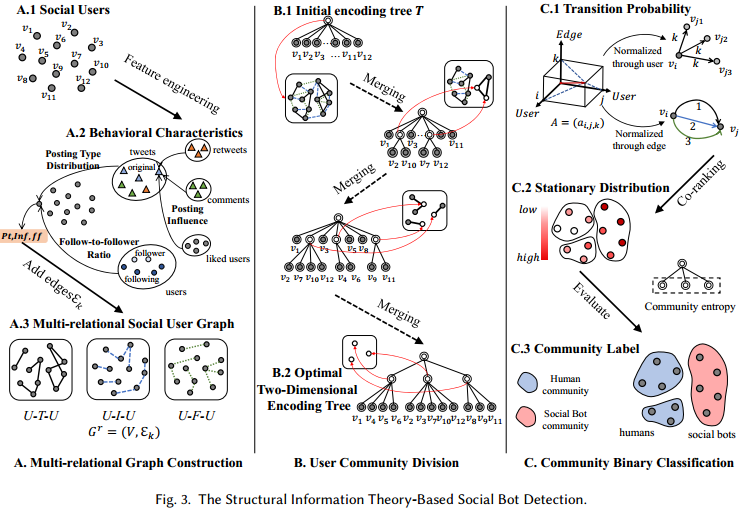 A.1 Social Users
v1 v2 v3 v4 v5 v6 v7 v8 v9 v10 v11 v12
Feature engineering
A.2 Behavioral Characteristics
Posting Type
Distribution
tweets
original
retweets
comments
Posting
Influence
Pt,Inf,ff
Follow-to-follower
Ratio
follower
following
users
liked users
Add edges ℰk
A.3 Multi-relational Social User Graph
U-T-U U-I-U U-F-U
Gr = (V, ℰk)
A. Multi-relational Graph Construction
B.1 Initial encoding tree T
v1 v2 v3 ... v11 v12
Merging
v1 v3 v11
v2 v10 v7 v12
Merging
v1 v3 v5 v8
v2 v7 v10 v12 v4 v6 v9 v11
Merging
B.2 Optimal
Two-Dimensional
Encoding Tree
v1 v4 v5 v6 v2 v3 v7 v10 v12 v8 v9 v11
B. User Community Division
C.1 Transition Probability
Edge
k
i
j
User
User
A = (ai,j,k)
Normalized
through user
Normalized
through edge
vi
vj1
vj2
vj3
k
k
k
vi
vj
1
2
3
Co-ranking
C.2 Stationary Distribution
low
high
Community entropy
Evaluate
C.3 Community Label
Human
community
Social Bot
community
humans
social bots
C. Community Binary Classification
Fig. 3. The Structural Information Theory-Based Social Bot Detection.